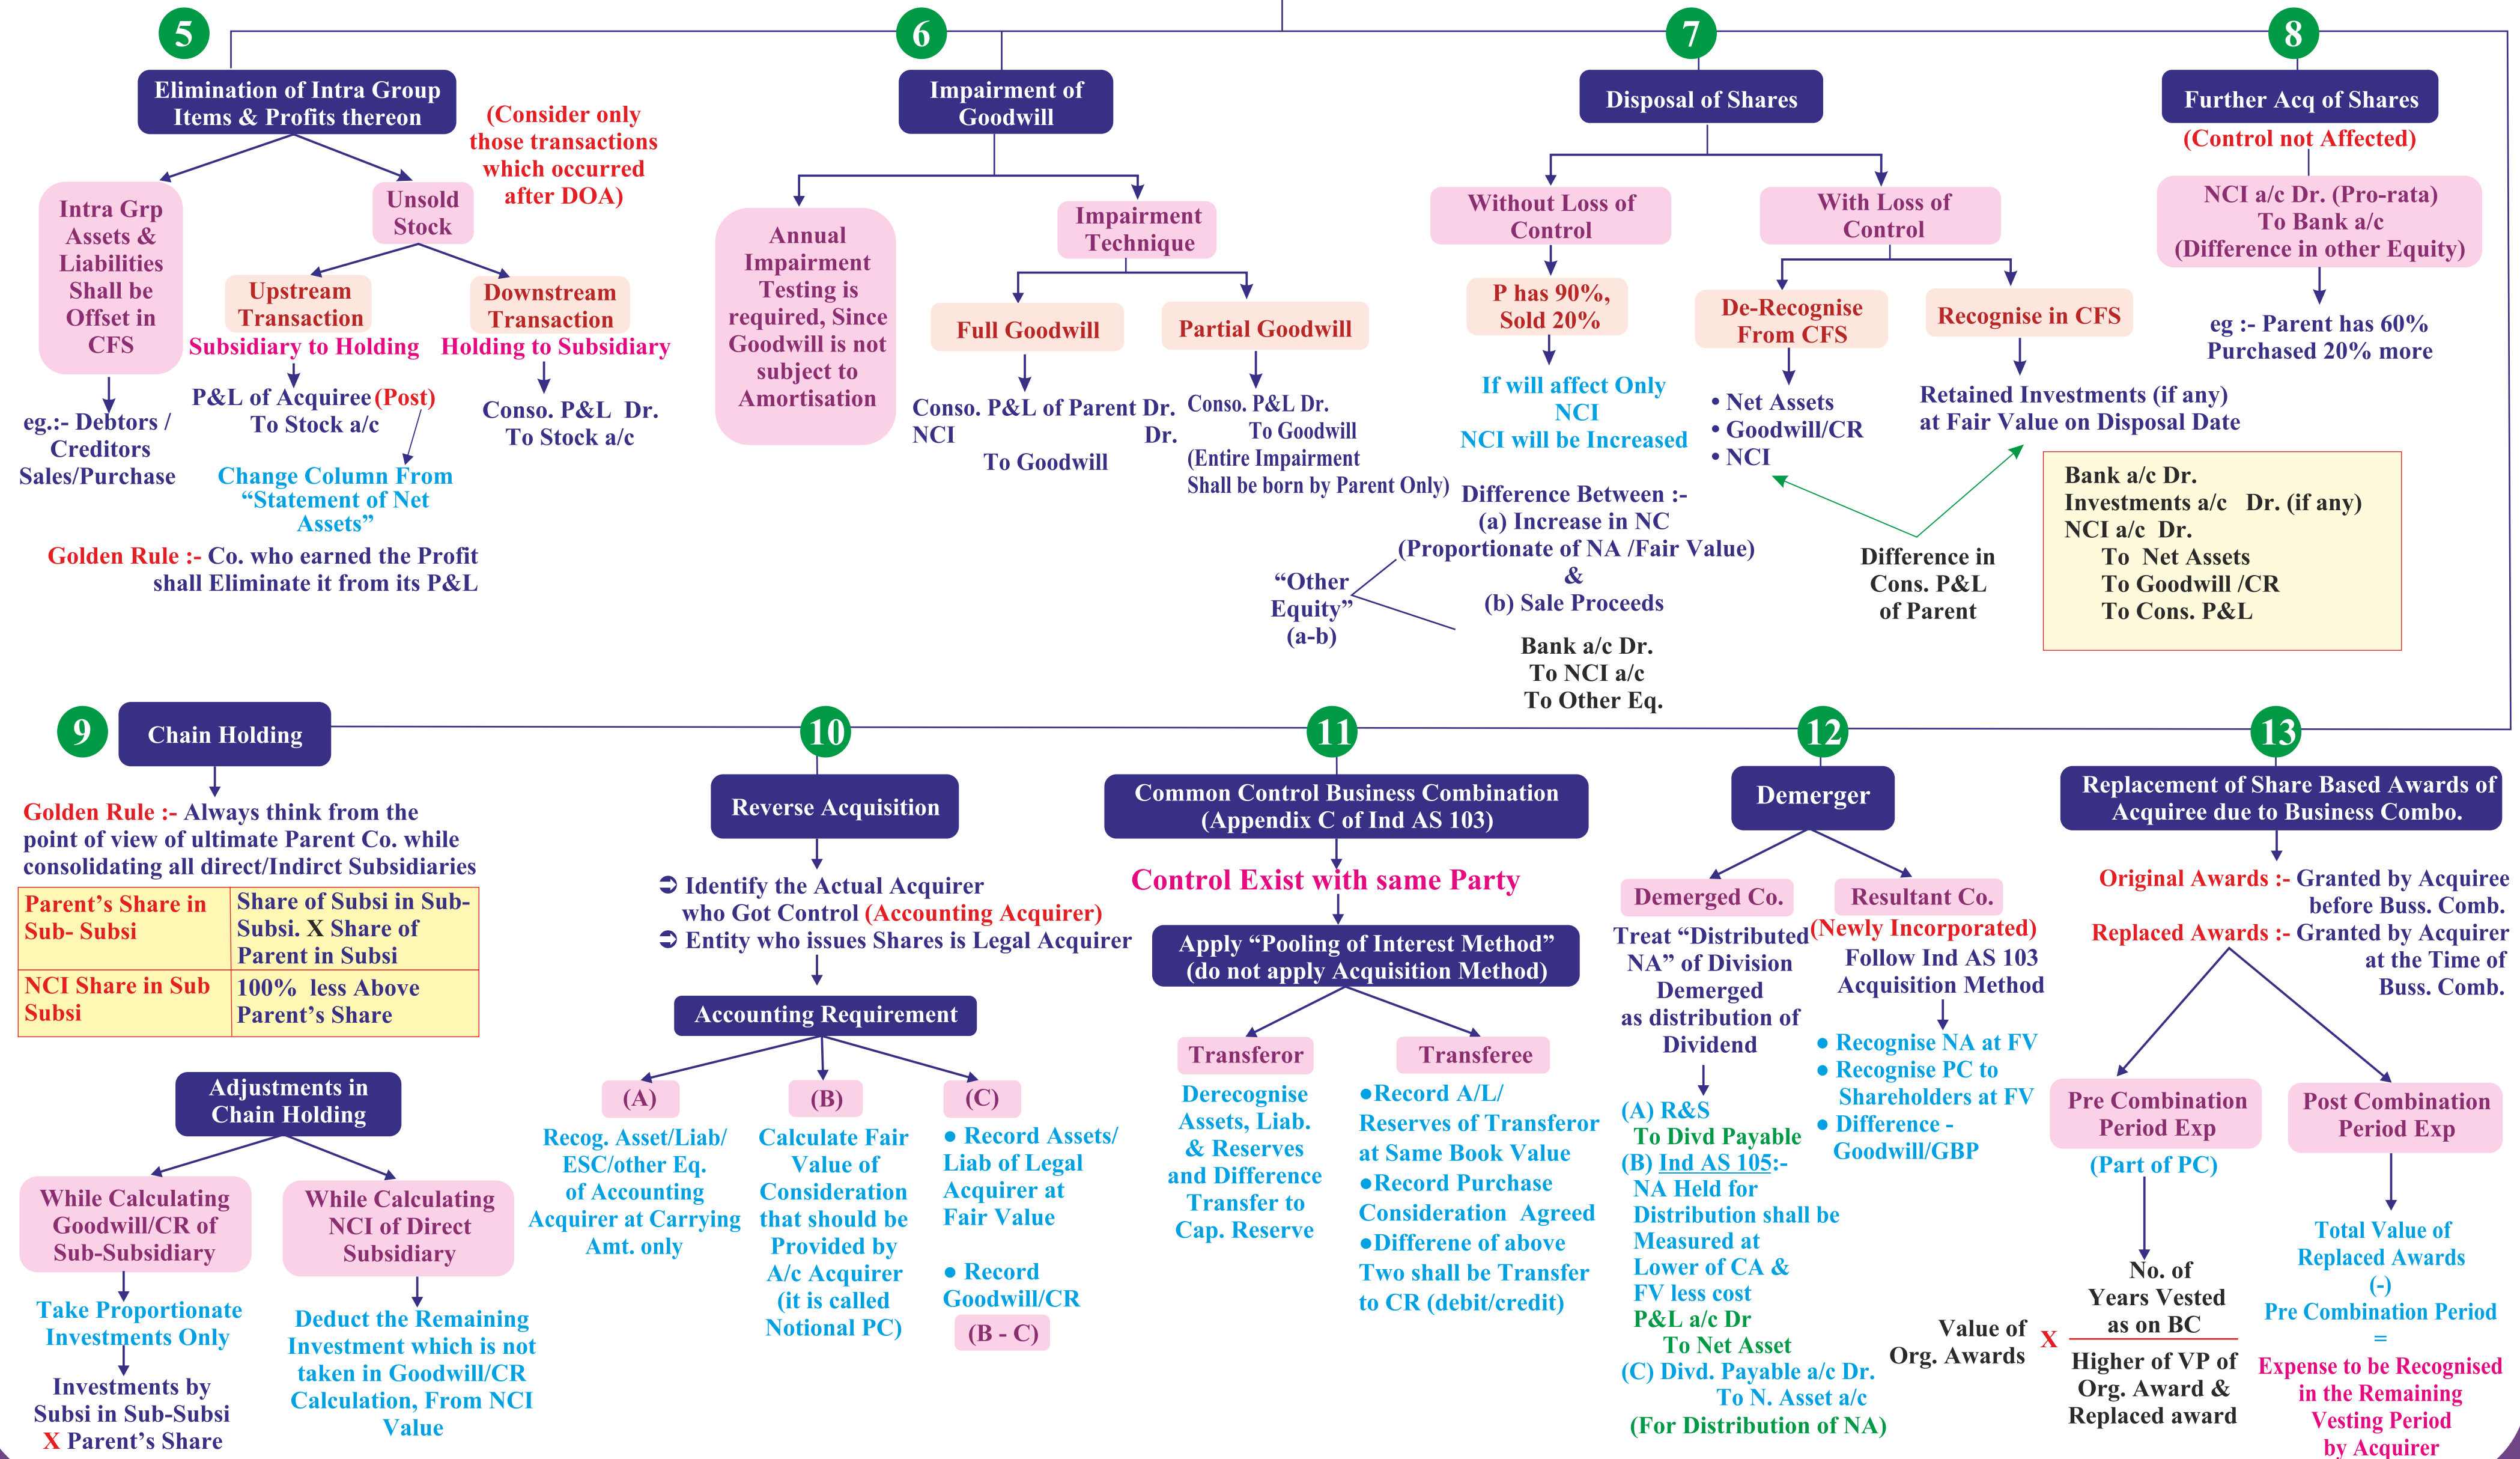 5
Elimination of Intra Group
Items & Profits thereon
(Consider only
those transactions
which occurred
after DOA)
Intra Grp
Assets &
Liabilities
Shall be
Offset in
CFS
eg.:- Debtors /
Creditors
Sales/Purchase
Unsold
Stock
Upstream
Transaction
Subsidiary to Holding
P&L of Acquiree (Post)
To Stock a/c
Change Column From
“Statement of Net
Assets”
Downstream
Transaction
Holding to Subsidiary
Conso. P&L Dr.
To Stock a/c
Golden Rule :- Co. who earned the Profit
shall Eliminate it from its P&L
6
Impairment of
Goodwill
Annual
Impairment
Testing is
required, Since
Goodwill is not
subject to
Amortisation
Impairment
Technique
Full Goodwill
Conso. P&L of Parent Dr.
NCI Dr.
To Goodwill
Partial Goodwill
Conso. P&L Dr.
To Goodwill
(Entire Impairment
Shall be born by Parent Only)
7
Disposal of Shares
Without Loss of
Control
P has 90%,
Sold 20%
If will affect Only
NCI
NCI will be Increased
Difference Between :-
(a) Increase in NC
(Proportionate of NA /Fair Value)
&
(b) Sale Proceeds
“Other
Equity”
(a-b)
Bank a/c Dr.
To NCI a/c
To Other Eq.
With Loss of
Control
De-Recognise
From CFS
• Net Assets
• Goodwill/CR
• NCI
Recognise in CFS
Retained Investments (if any)
at Fair Value on Disposal Date
Difference in
Cons. P&L
of Parent
Bank a/c Dr.
Investments a/c Dr. (if any)
NCI a/c Dr.
To Net Assets
To Goodwill /CR
To Cons. P&L
8
Further Acq of Shares
(Control not Affected)
NCI a/c Dr. (Pro-rata)
To Bank a/c
(Difference in other Equity)
eg :- Parent has 60%
Purchased 20% more
9
Chain Holding
Golden Rule :- Always think from the
point of view of ultimate Parent Co. while
consolidating all direct/Indirct Subsidiaries
Parent’s Share in
Sub- Subsi
Share of Subsi in Sub-
Subsi. X Share of
Parent in Subsi
NCI Share in Sub
Subsi
100% less Above
Parent’s Share
Adjustments in
Chain Holding
While Calculating
Goodwill/CR of
Sub-Subsidiary
Take Proportionate
Investments Only
Investments by
Subsi in Sub-Subsi
X Parent’s Share
While Calculating
NCI of Direct
Subsidiary
Deduct the Remaining
Investment which is not
taken in Goodwill/CR
Calculation, From NCI
Value
10
Reverse Acquisition
➲ Identify the Actual Acquirer
who Got Control (Accounting Acquirer)
➲ Entity who issues Shares is Legal Acquirer
Accounting Requirement
(A)
Recog. Asset/Liab/
ESC/other Eq.
of Accounting
Acquirer at Carrying
Amt. only
(B)
Calculate Fair
Value of
Consideration
that should be
Provided by
A/c Acquirer
(it is called
Notional PC)
(C)
● Record Assets/
Liab of Legal
Acquirer at
Fair Value
● Record
Goodwill/CR
(B - C)
11
Common Control Business Combination
(Appendix C of Ind AS 103)
Control Exist with same Party
Apply “Pooling of Interest Method”
(do not apply Acquisition Method)
Transferor
Derecognise
Assets, Liab.
& Reserves
and Difference
Transfer to
Cap. Reserve
Transferee
●Record A/L/
Reserves of Transferor
at Same Book Value
●Record Purchase
Consideration Agreed
●Differene of above
Two shall be Transfer
to CR (debit/credit)
12
Demerger
Demerged Co.
Treat “Distributed
NA” of Division
Demerged
as distribution of
Dividend
(A) R&S
To Divd Payable
(B) Ind AS 105:-
NA Held for
Distribution shall be
Measured at
Lower of CA &
FV less cost
P&L a/c Dr
To Net Asset
(C) Divd. Payable a/c Dr.
To N. Asset a/c
(For Distribution of NA)
Resultant Co.
(Newly Incorporated)
Follow Ind AS 103
Acquisition Method
● Recognise NA at FV
● Recognise PC to
Shareholders at FV
● Difference -
Goodwill/GBP
13
Replacement of Share Based Awards of
Acquiree due to Business Combo.
Original Awards :- Granted by Acquiree
before Buss. Comb.
Replaced Awards :- Granted by Acquirer
at the Time of
Buss. Comb.
Pre Combination
Period Exp
(Part of PC)
Value of
Org. Awards
X
No. of
Years Vested
as on BC
Higher of VP of
Org. Award &
Replaced award
Post Combination
Period Exp
Total Value of
Replaced Awards
(-)
Pre Combination Period
=
Expense to be Recognised
in the Remaining
Vesting Period
by Acquirer